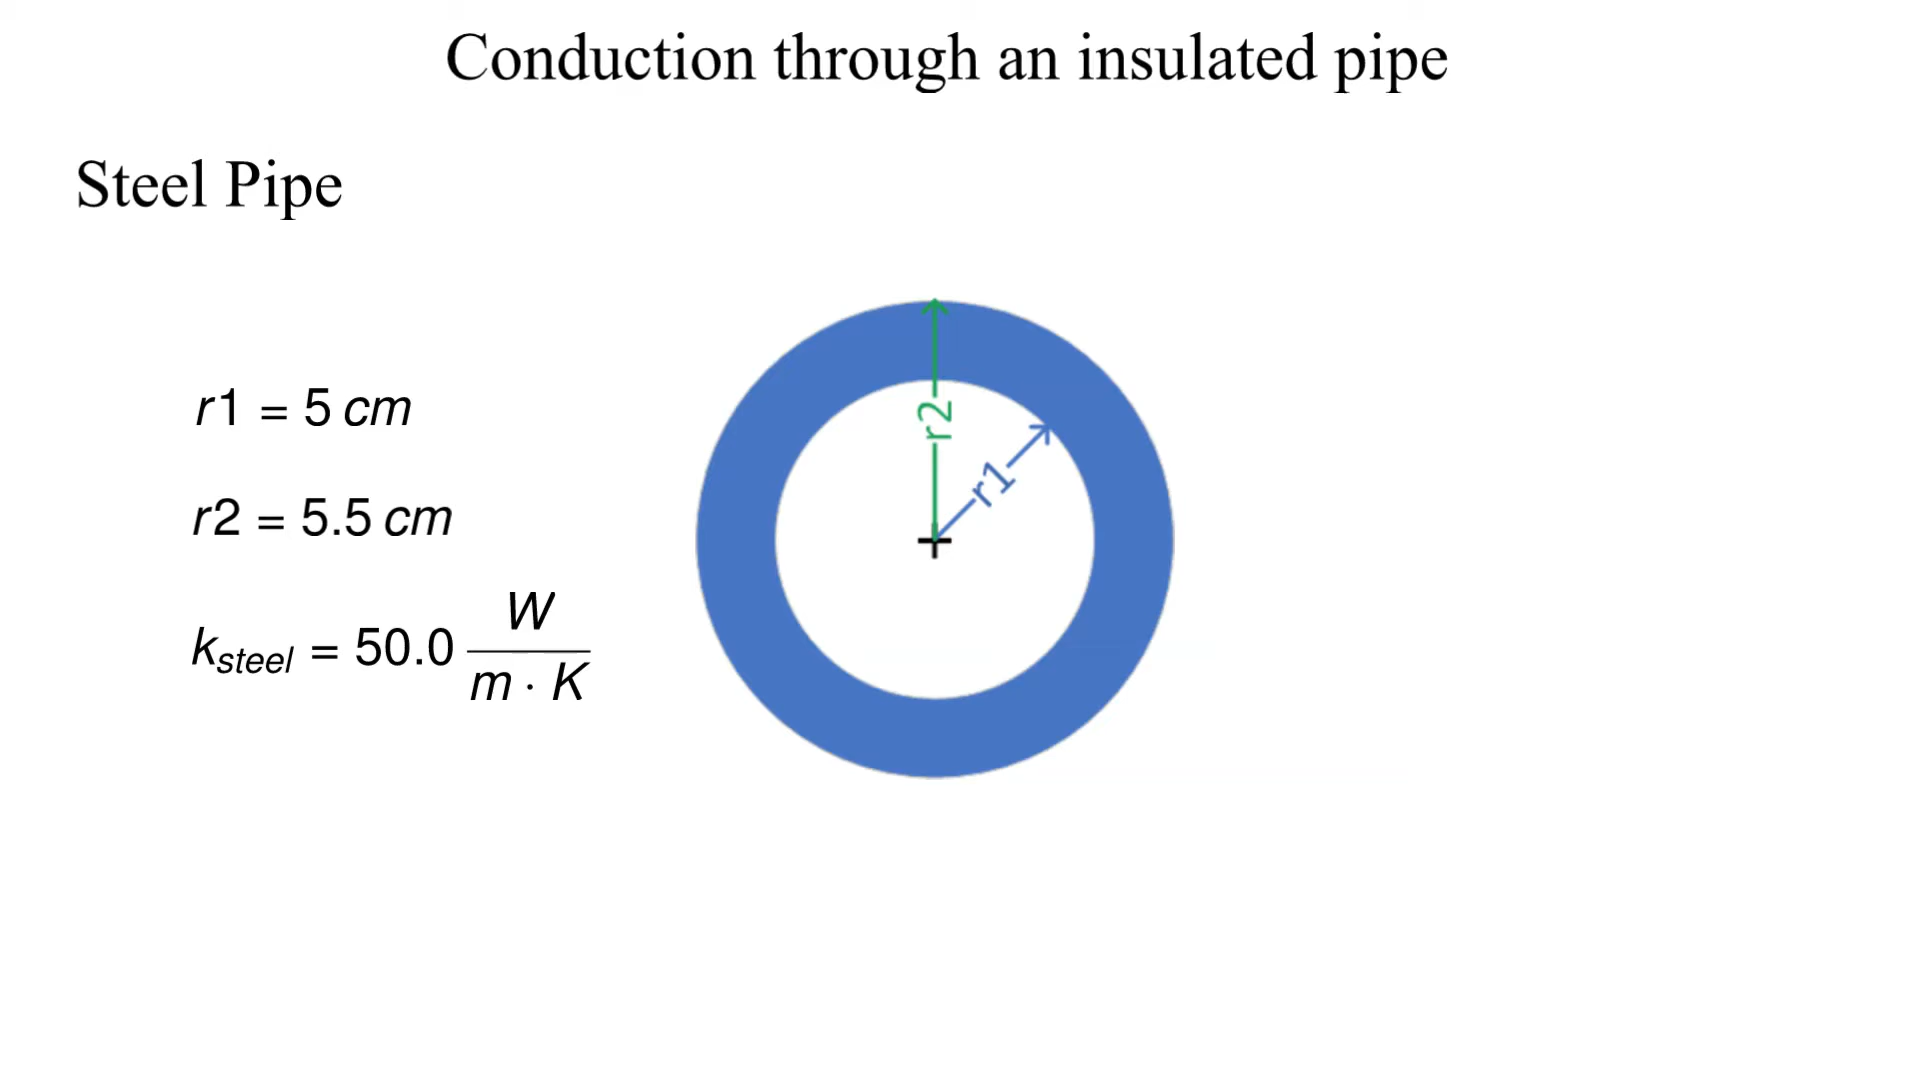 Conduction through an insulated pipe
Steel Pipe
r1 = 5 cm
r2 = 5.5 cm
k_steel = 50.0 W / m · K
r2
r1